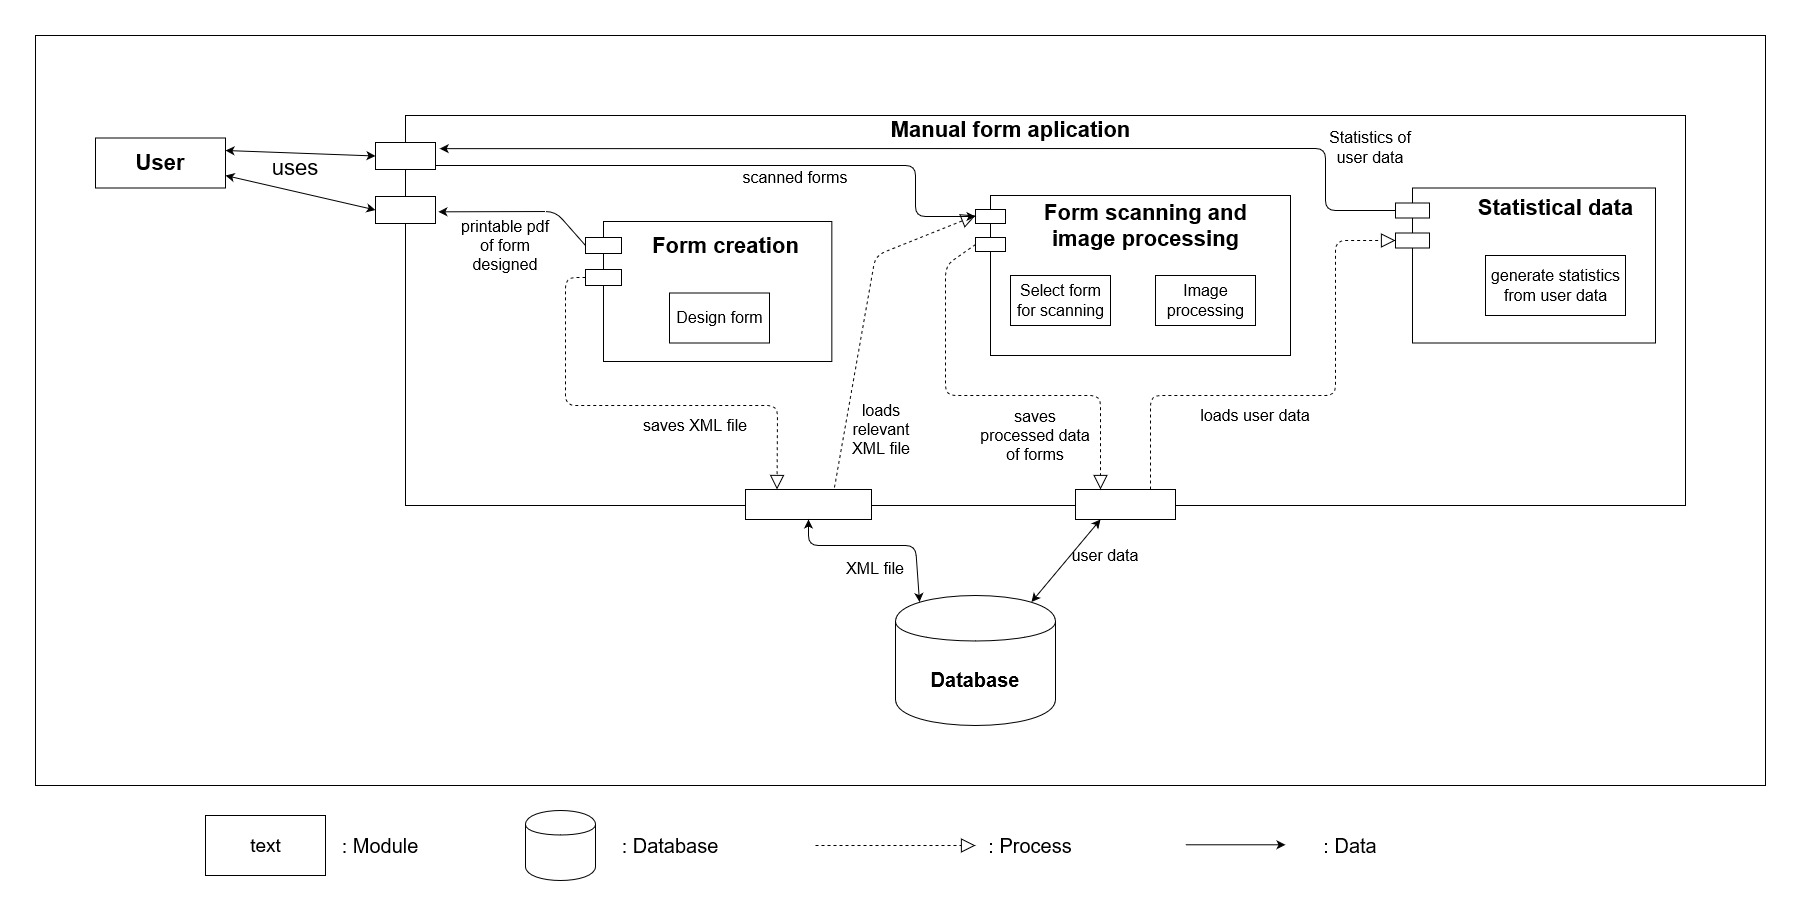 Manual form aplication
Statistics of
user data
User
uses
scanned forms
printable pdf
of form
designed
Form creation
Design form
Form scanning and
image processing
Select form
for scanning
Image
processing
Statistical data
generate statistics
from user data
saves XML file
loads
relevant
XML file
saves
processed data
of forms
loads user data
XML file
user data
Database
text
: Module
: Database
: Process
: Data